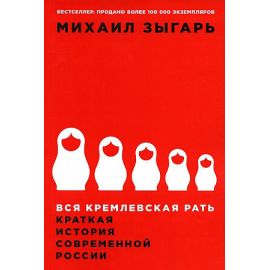 МИХАИЛ ЗЫГАРЬ
БЕСТСЕЛЛЕР: ПРОДАНО БОЛЕЕ 100 000 ЭКЗЕМПЛЯРОВ
ВСЯ КРЕМЛЕВСКАЯ РАТЬ
КРАТКАЯ
ИСТОРИЯ
СОВРЕМЕННОЙ
РОССИИ